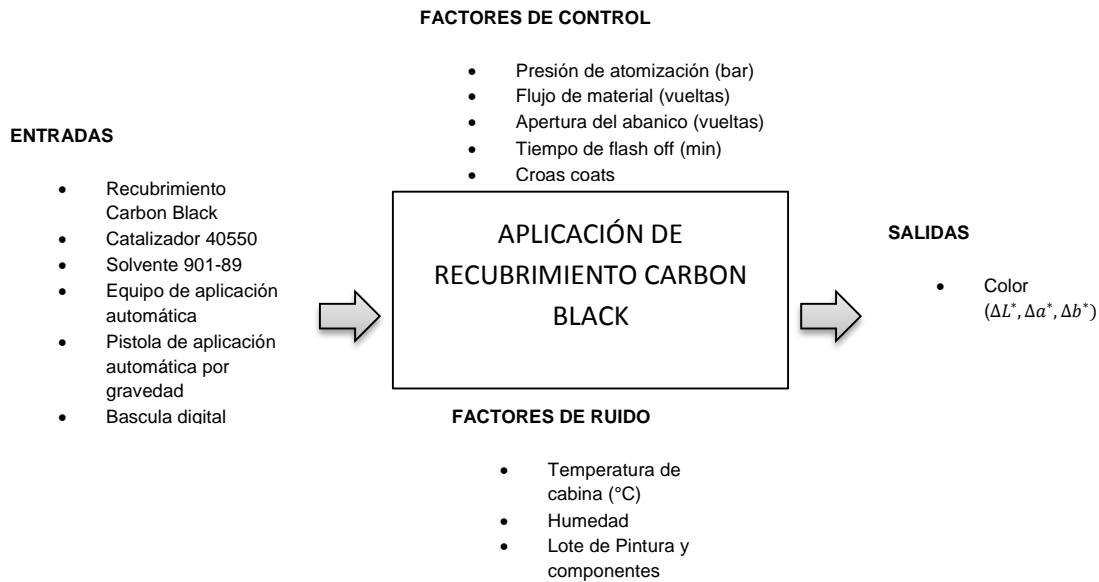 FACTORES DE CONTROL
• Presión de atomización (bar)
• Flujo de material (vueltas)
• Apertura del abanico (vueltas)
• Tiempo de flash off (min)
• Croas coats
ENTRADAS
• Recubrimiento
Carbon Black
• Catalizador 40550
• Solvente 901-89
• Equipo de aplicación
automática
• Pistola de aplicación
automática por
gravedad
• Bascula digital
APLICACIÓN DE
RECUBRIMIENTO CARBON
BLACK
SALIDAS
• Color
(ΔL*, Δa*, Δb*)
FACTORES DE RUIDO
• Temperatura de
cabina (°C)
• Humedad
• Lote de Pintura y
componentes